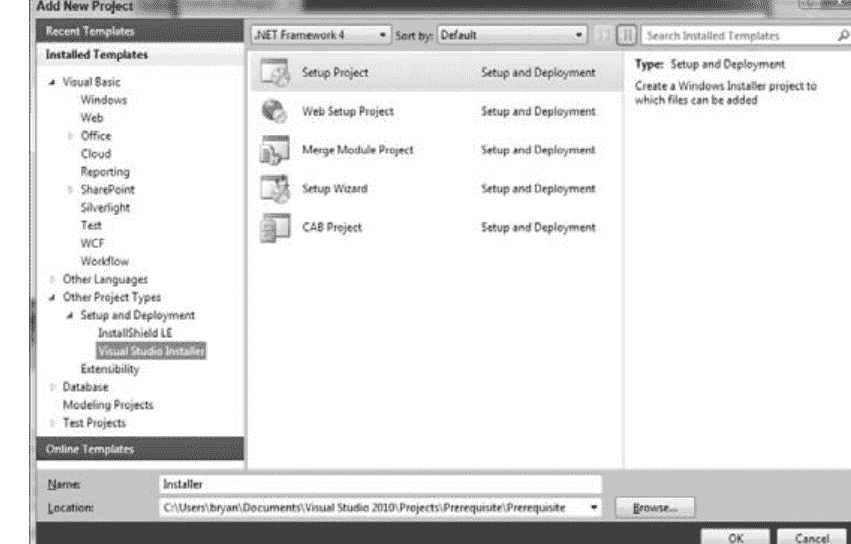 Add New Project
Recent Templates
Installed Templates
Visual Basic
Windows
Web
Office
Cloud
Reporting
SharePoint
Silverlight
Test
WCF
Workflow
Other Languages
Other Project Types
Setup and Deployment
InstallShield LE
Visual Studio Installer
Extensibility
Database
Modeling Projects
Test Projects
Online Templates
.NET Framework 4 Sort by: Default
Setup Project Setup and Deployment
Web Setup Project Setup and Deployment
Merge Module Project Setup and Deployment
Setup Wizard Setup and Deployment
CAB Project Setup and Deployment
Search Installed Templates
Type: Setup and Deployment
Create a Windows Installer project to
which files can be added
Name: Installer
Location: C:\Users\bryan\Documents\Visual Studio 2010\Projects\Prerequisite\Prerequisite Browse...
OK Cancel